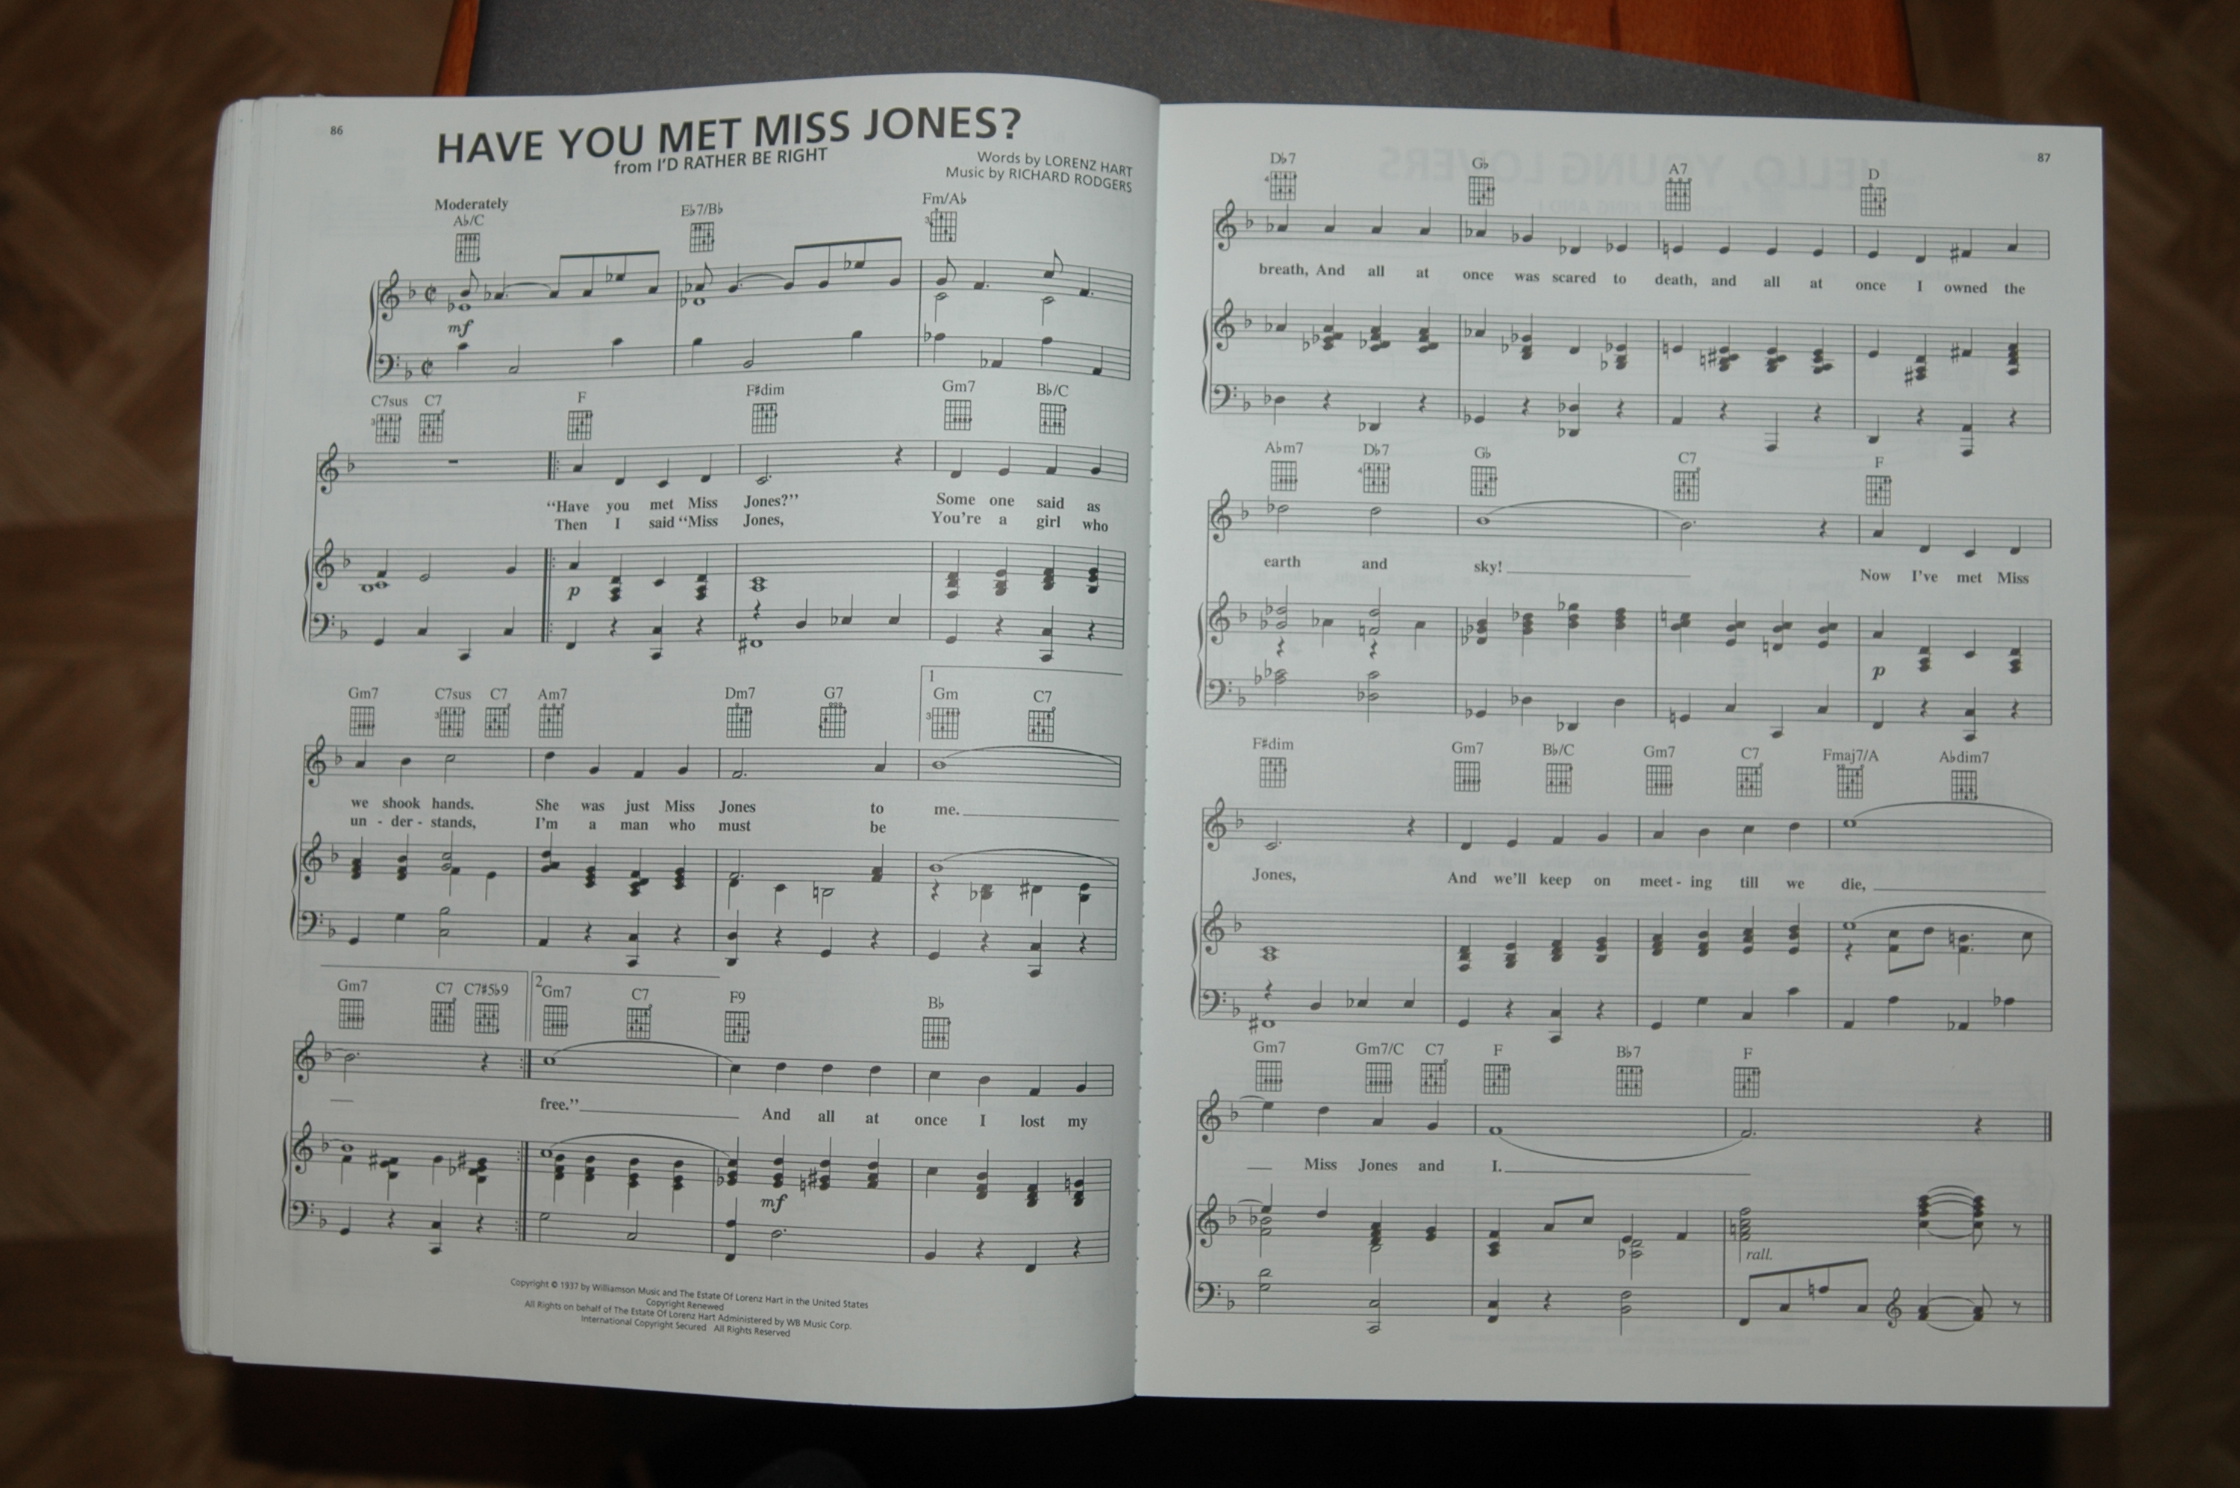 86
HAVE YOU MET MISS JONES?
from I'D RATHER BE RIGHT
Words by LORENZ HART
Music by RICHARD RODGERS
Moderately
A♭/C E♭7/B♭ Fm/A♭
mf
C7sus C7 F F♯dim Gm7 B♭/C
“Have you met Miss Jones?” Some one said as
Then I said “Miss Jones, You're a girl who
p
1
Gm7 C7sus C7 Am7 Dm7 G7 Gm C7
we shook hands. She was just Miss Jones to me.
un - der - stands, I'm a man who must be
2
Gm7 C7 C7♯5♭9 Gm7 C7 F9 B♭
free.” And all at once I lost my
mf
Copyright © 1937 by Williamson Music and The Estate Of Lorenz Hart in the United States
Copyright Renewed
All Rights on behalf of The Estate Of Lorenz Hart Administered by WB Music Corp.
International Copyright Secured All Rights Reserved
87
D♭7 G♭ A7 D
breath, And all at once was scared to death, and all at once I owned the
A♭m7 D♭7 G♭ C7 F
earth and sky! Now I've met Miss
p
F♯dim Gm7 B♭/C Gm7 C7 Fmaj7/A A♭dim7
Jones, And we'll keep on meet - ing till we die,
Gm7 Gm7/C C7 F B♭7 F
Miss Jones and I.
rall.